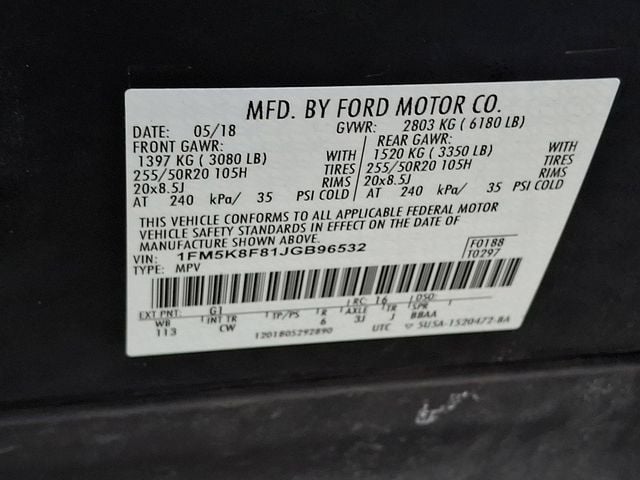 MFD. BY FORD MOTOR CO.
DATE: 05/18 GVWR: 2803 KG ( 6180 LB)
FRONT GAWR: REAR GAWR:
1397 KG ( 3080 LB) WITH 1520 KG ( 3350 LB) WITH
255/50R20 105H TIRES 255/50R20 105H TIRES
20x8.5J RIMS 20x8.5J RIMS
AT 240 kPa/ 35 PSI COLD AT 240 kPa/ 35 PSI COLD
THIS VEHICLE CONFORMS TO ALL APPLICABLE FEDERAL MOTOR
VEHICLE SAFETY STANDARDS IN EFFECT ON THE DATE OF
MANUFACTURE SHOWN ABOVE.
VIN: 1FM5K8F81JGB96532 F0188
TYPE: MPV T0297
EXT PNT: G1 RC: 16 DSO:
WB INT TR TP/PS R AXLE TR SPR
113 CW 6 3J J BBAA
1201805292890 UTC 5U5A-1520472-BA